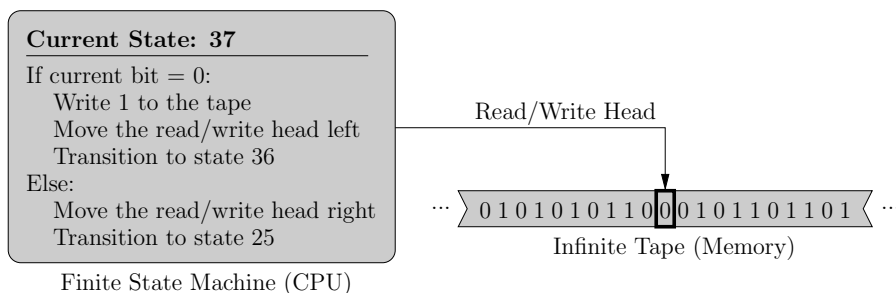 Current State: 37
If current bit = 0:
Write 1 to the tape
Move the read/write head left
Transition to state 36
Else:
Move the read/write head right
Transition to state 25
Finite State Machine (CPU)
Read/Write Head
... 0 1 0 1 0 1 0 1 1 0 0 0 1 0 1 1 0 1 1 0 1 ..
Infinite Tape (Memory)